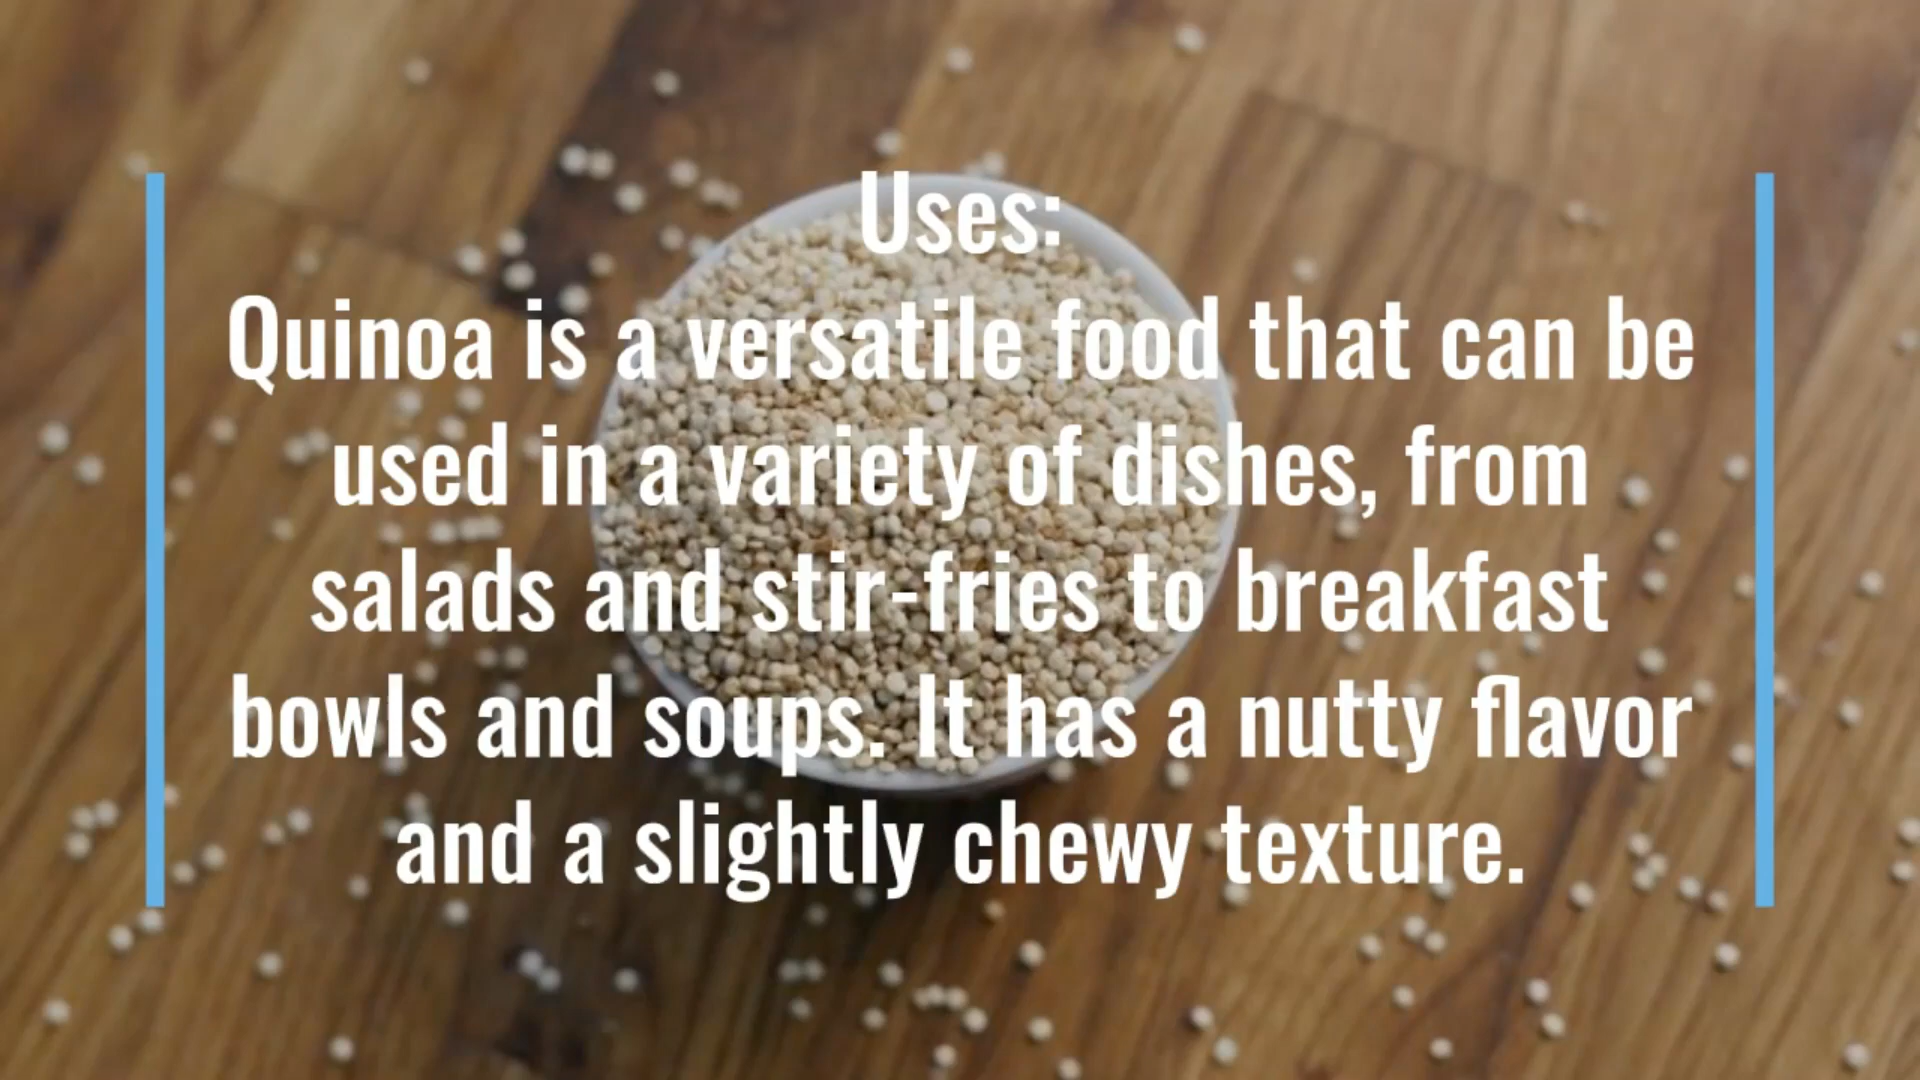 Uses:
Quinoa is a versatile food that can be
used in a variety of dishes, from
salads and stir-fries to breakfast
bowls and soups. It has a nutty flavor
and a slightly chewy texture.